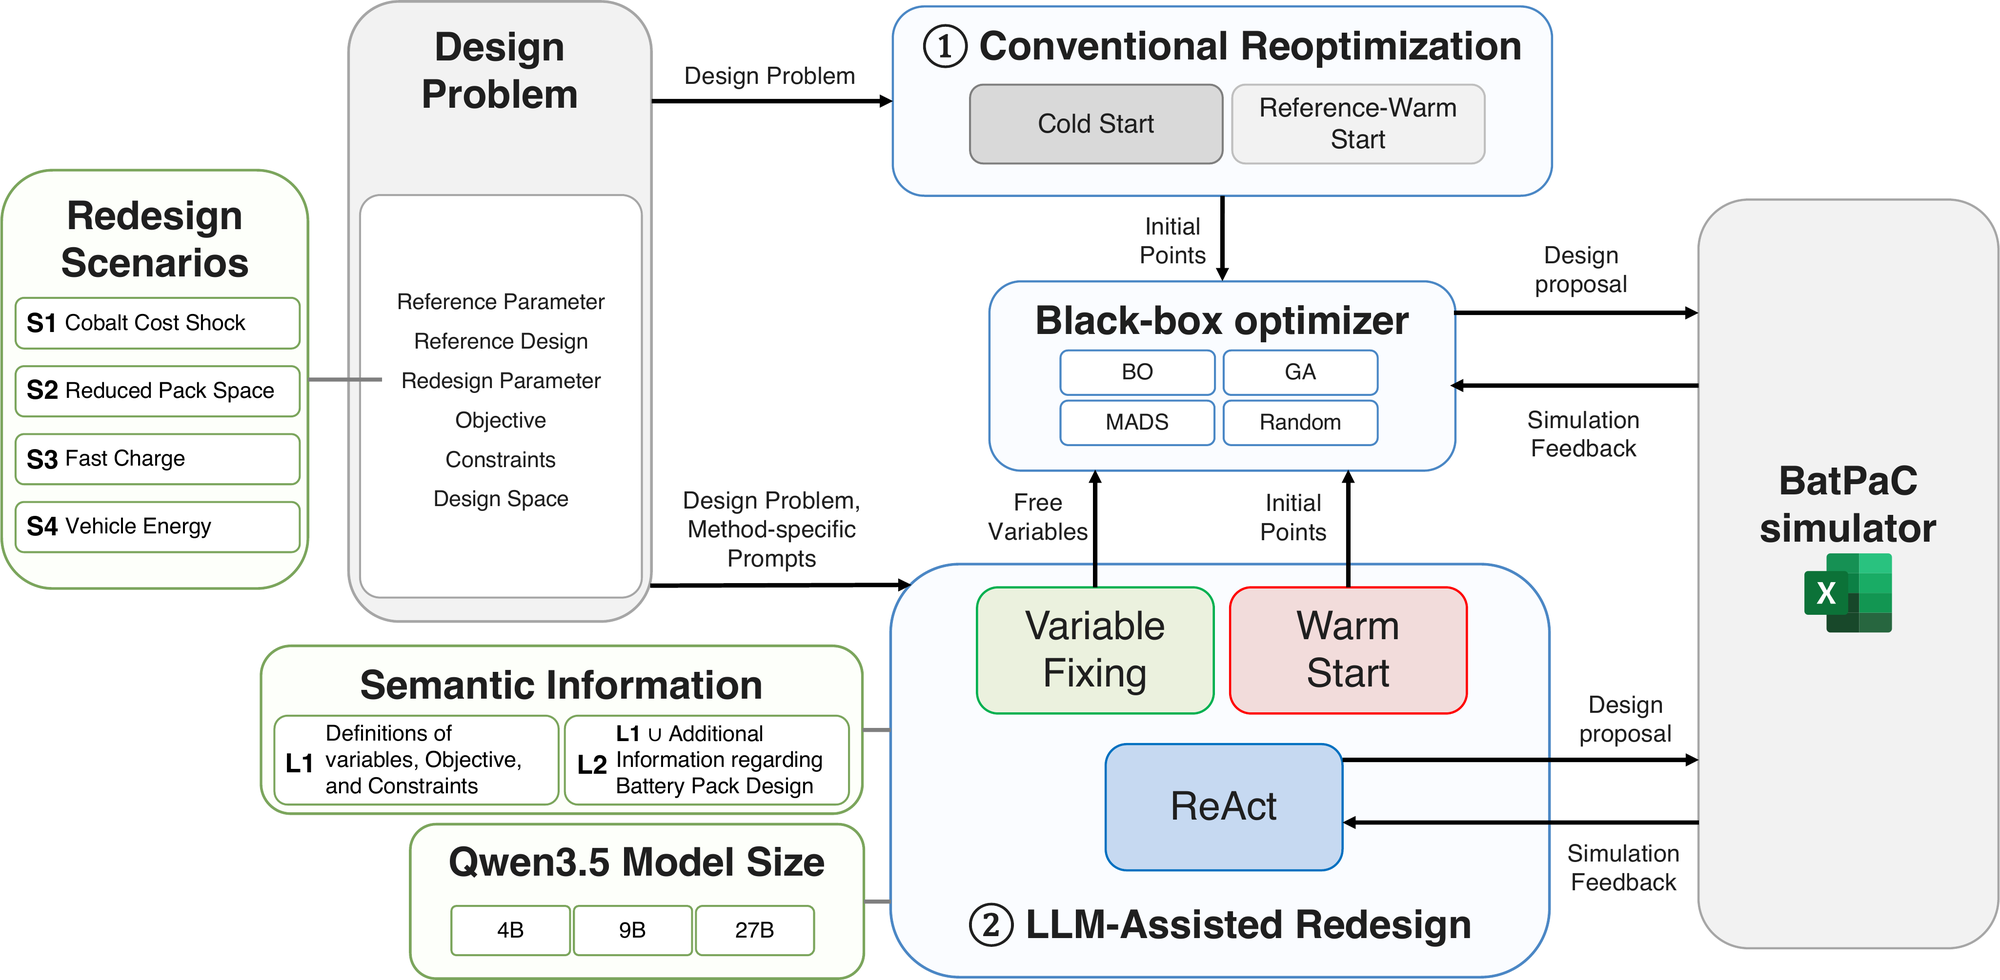 Design
Problem
Reference Parameter
Reference Design
Redesign Parameter
Objective
Constraints
Design Space
Redesign
Scenarios
S1 Cobalt Cost Shock
S2 Reduced Pack Space
S3 Fast Charge
S4 Vehicle Energy
Design Problem
① Conventional Reoptimization
Cold Start
Reference-Warm
Start
Initial
Points
Black-box optimizer
BO
GA
MADS
Random
Design
proposal
Simulation
Feedback
BatPaC
simulator
X
Design Problem,
Method-specific
Prompts
Free
Variables
Initial
Points
Variable
Fixing
Warm
Start
ReAct
② LLM-Assisted Redesign
Design
proposal
Simulation
Feedback
Semantic Information
L1
Definitions of
variables, Objective,
and Constraints
L2
L1 ∪ Additional
Information regarding
Battery Pack Design
Qwen3.5 Model Size
4B
9B
27B